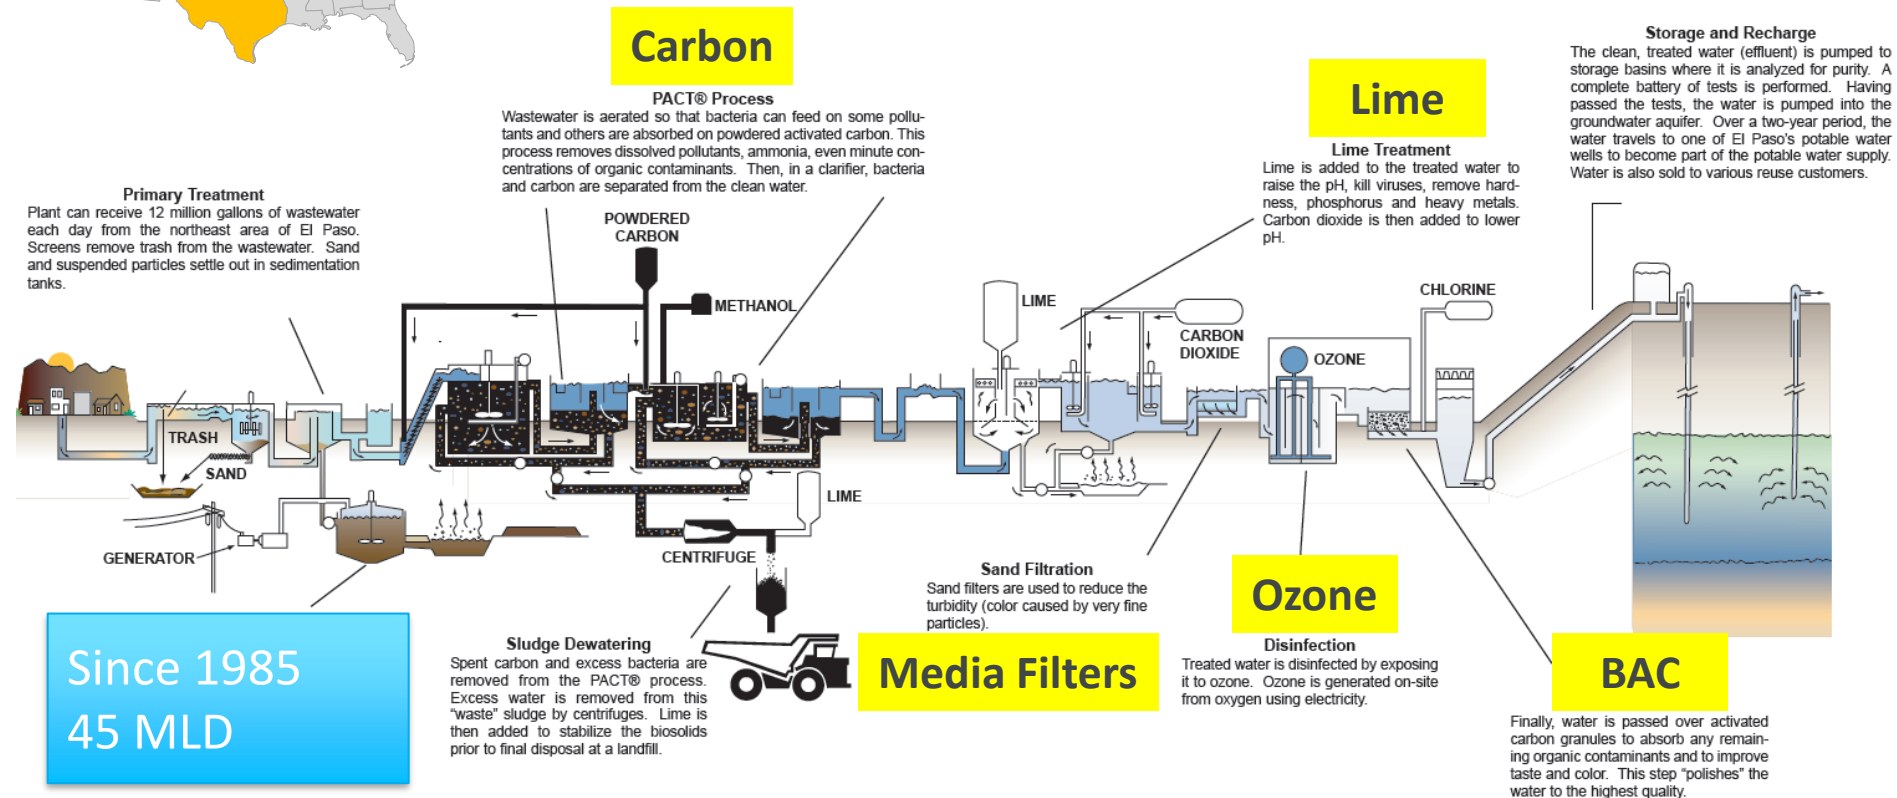 Carbon
PACT® Process
Wastewater is aerated so that bacteria can feed on some pollu-
tants and others are absorbed on powdered activated carbon. This
process removes dissolved pollutants, ammonia, even minute con-
centrations of organic contaminants. Then, in a clarifier, bacteria
and carbon are separated from the clean water.
Lime
Lime Treatment
Lime is added to the treated water to
raise the pH, kill viruses, remove hard-
ness, phosphorus and heavy metals.
Carbon dioxide is then added to lower
pH.
Storage and Recharge
The clean, treated water (effluent) is pumped to
storage basins where it is analyzed for purity. A
complete battery of tests is performed. Having
passed the tests, the water is pumped into the
groundwater aquifer. Over a two-year period, the
water travels to one of El Paso's potable water
wells to become part of the potable water supply.
Water is also sold to various reuse customers.
Primary Treatment
Plant can receive 12 million gallons of wastewater
each day from the northeast area of El Paso.
Screens remove trash from the wastewater. Sand
and suspended particles settle out in sedimentation
tanks.
POWDERED
CARBON
METHANOL
LIME
CARBON
DIOXIDE
OZONE
CHLORINE
TRASH
SAND
GENERATOR
LIME
CENTRIFUGE
Since 1985
45 MLD
Sludge Dewatering
Spent carbon and excess bacteria are
removed from the PACT® process.
Excess water is removed from this
"waste" sludge by centrifuges. Lime is
then added to stabilize the biosolids
prior to final disposal at a landfill.
Sand Filtration
Sand filters are used to reduce the
turbidity (color caused by very fine
particles).
Media Filters
Ozone
Disinfection
Treated water is disinfected by exposing
it to ozone. Ozone is generated on-site
from oxygen using electricity.
BAC
Finally, water is passed over activated
carbon granules to absorb any remain-
ing organic contaminants and to improve
taste and color. This step "polishes" the
water to the highest quality.